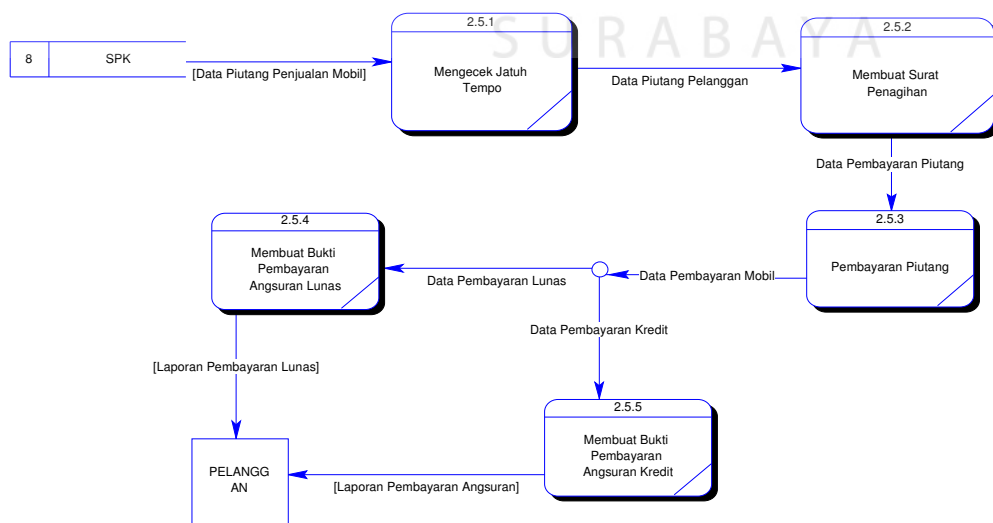 SURABAYA
2.5.1
2.5.2
8 SPK
[Data Piutang Penjualan Mobil]
Mengecek Jatuh
Tempo
Data Piutang Pelanggan
Membuat Surat
Penagihan
Data Pembayaran Piutang
2.5.3
Pembayaran Piutang
2.5.4
Membuat Bukti
Pembayaran
Angsuran Lunas
Data Pembayaran Lunas
Data Pembayaran Mobil
Data Pembayaran Kredit
[Laporan Pembayaran Lunas]
2.5.5
Membuat Bukti
Pembayaran
Angsuran Kredit
PELANGG
AN
[Laporan Pembayaran Angsuran]